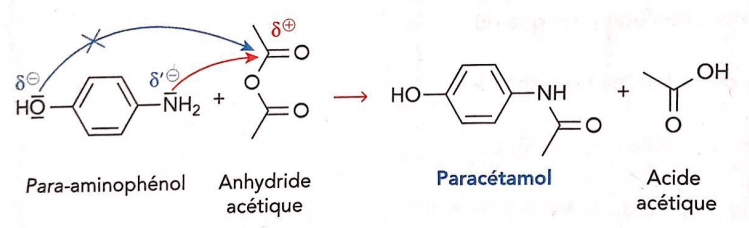 δ⊕
δ⊖
δ'⊖
O
HO
NH₂
+
O
O
HO
NH
O
+
OH
O
Para-aminophénol
Anhydride
acétique
Paracétamol
Acide
acétique